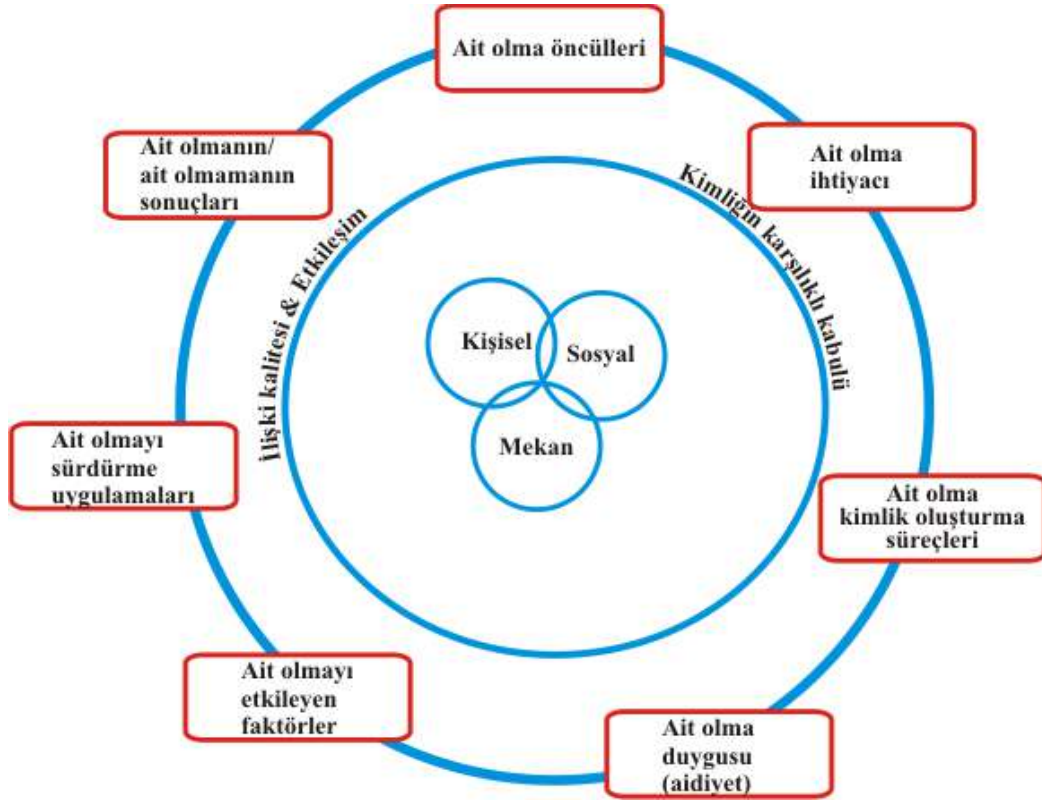 Ait olma öncülleri
Ait olma
ihtiyacı
Ait olmanın/
ait olmamanın
sonuçları
Kimliğin karşılıklı kabulü
İlişki kalitesi & Etkileşim
Kişisel
Sosyal
Mekan
Ait olmayı
sürdürme
uygulamaları
Ait olma
kimlik oluşturma
süreçleri
Ait olmayı
etkileyen
faktörler
Ait olma
duygusu
(aidiyet)